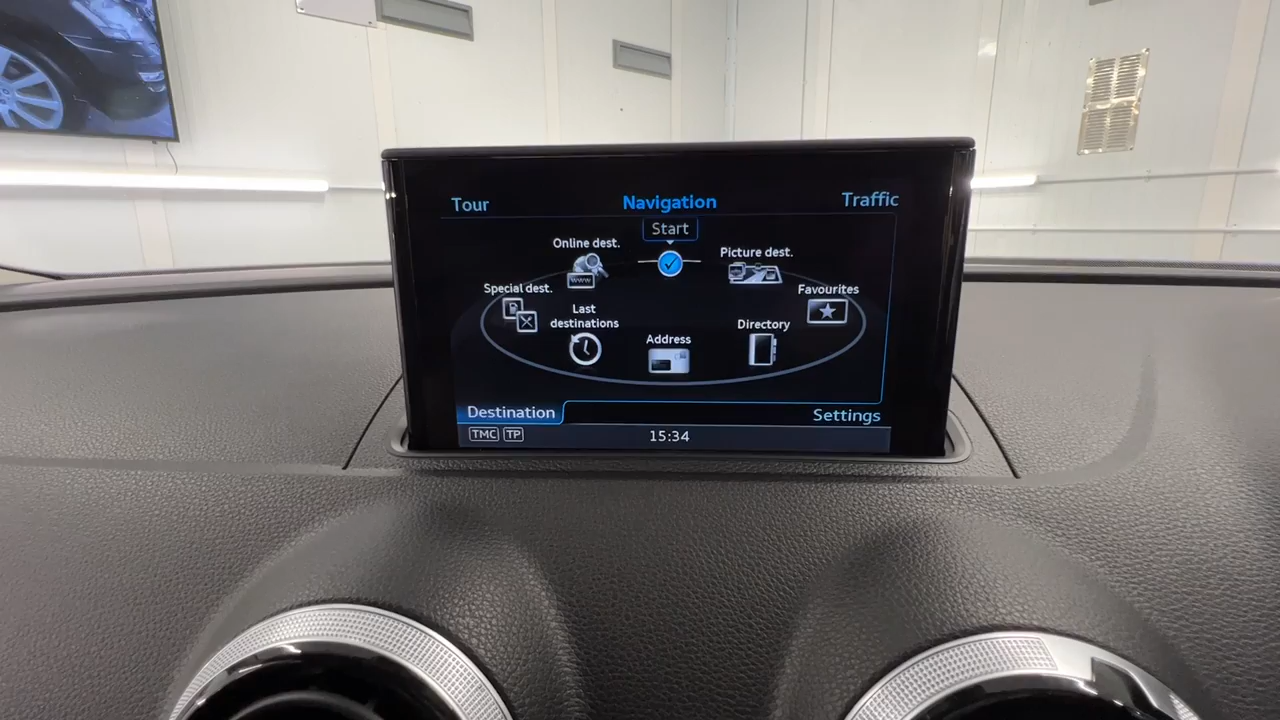 Tour
Navigation
Traffic
Start
Online dest.
Picture dest.
www
Special dest.
Favourites
Last
destinations
Directory
Address
Destination
Settings
TMC TP
15:34